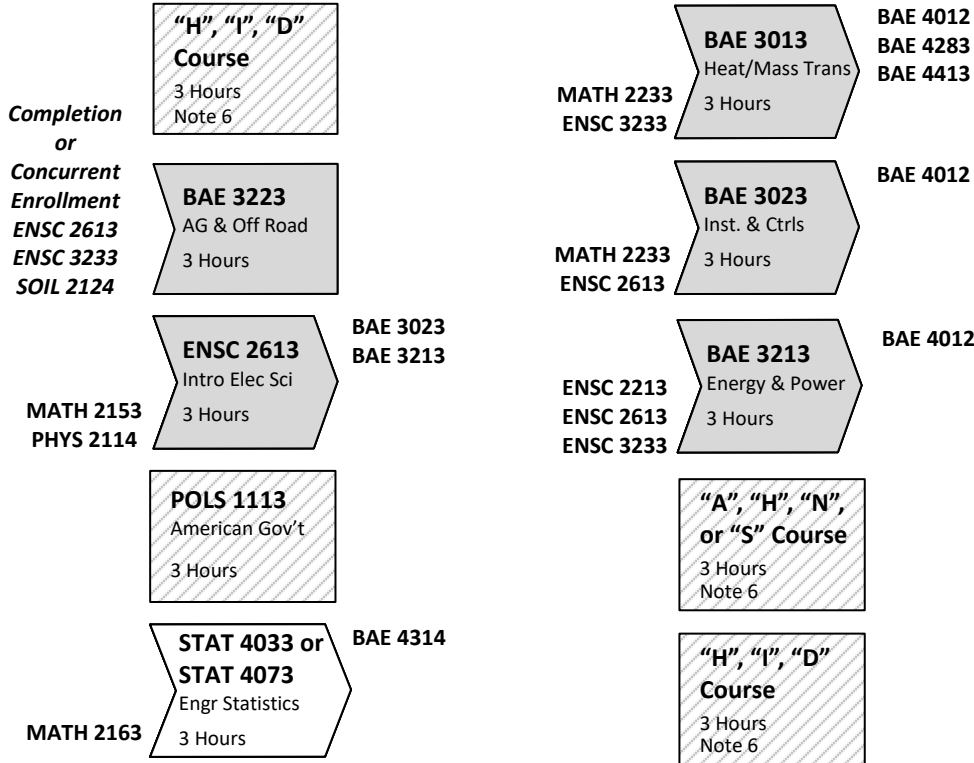 “H”, “I”, “D”
Course
3 Hours
Note 6
Completion
or
Concurrent
Enrollment
ENSC 2613
ENSC 3233
SOIL 2124
BAE 3223
AG & Off Road
3 Hours
ENSC 2613
Intro Elec Sci
3 Hours
MATH 2153
PHYS 2114
BAE 3023
BAE 3213
POLS 1113
American Gov’t
3 Hours
STAT 4033 or
STAT 4073
Engr Statistics
3 Hours
MATH 2163
BAE 4314
BAE 3013
Heat/Mass Trans
3 Hours
MATH 2233
ENSC 3233
BAE 4012
BAE 4283
BAE 4413
BAE 3023
Inst. & Ctrls
3 Hours
MATH 2233
ENSC 2613
BAE 4012
BAE 3213
Energy & Power
3 Hours
ENSC 2213
ENSC 2613
ENSC 3233
BAE 4012
“A”, “H”, “N”,
or “S” Course
3 Hours
Note 6
“H”, “I”, “D”
Course
3 Hours
Note 6